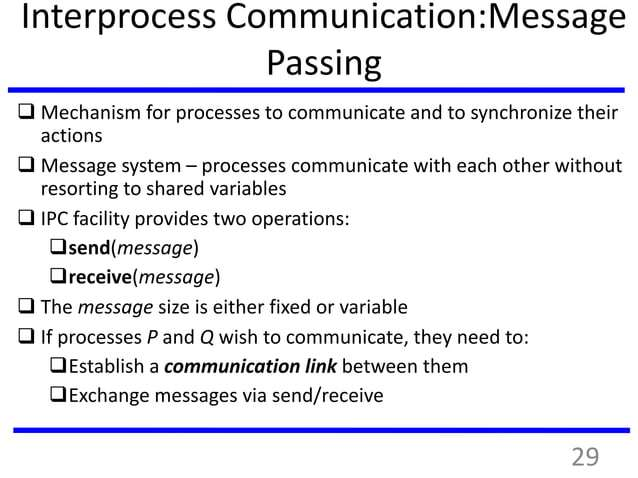 Interprocess Communication:Message
Passing
❑ Mechanism for processes to communicate and to synchronize their
actions
❑ Message system – processes communicate with each other without
resorting to shared variables
❑ IPC facility provides two operations:
❑send(message)
❑receive(message)
❑ The message size is either fixed or variable
❑ If processes P and Q wish to communicate, they need to:
❑Establish a communication link between them
❑Exchange messages via send/receive
29